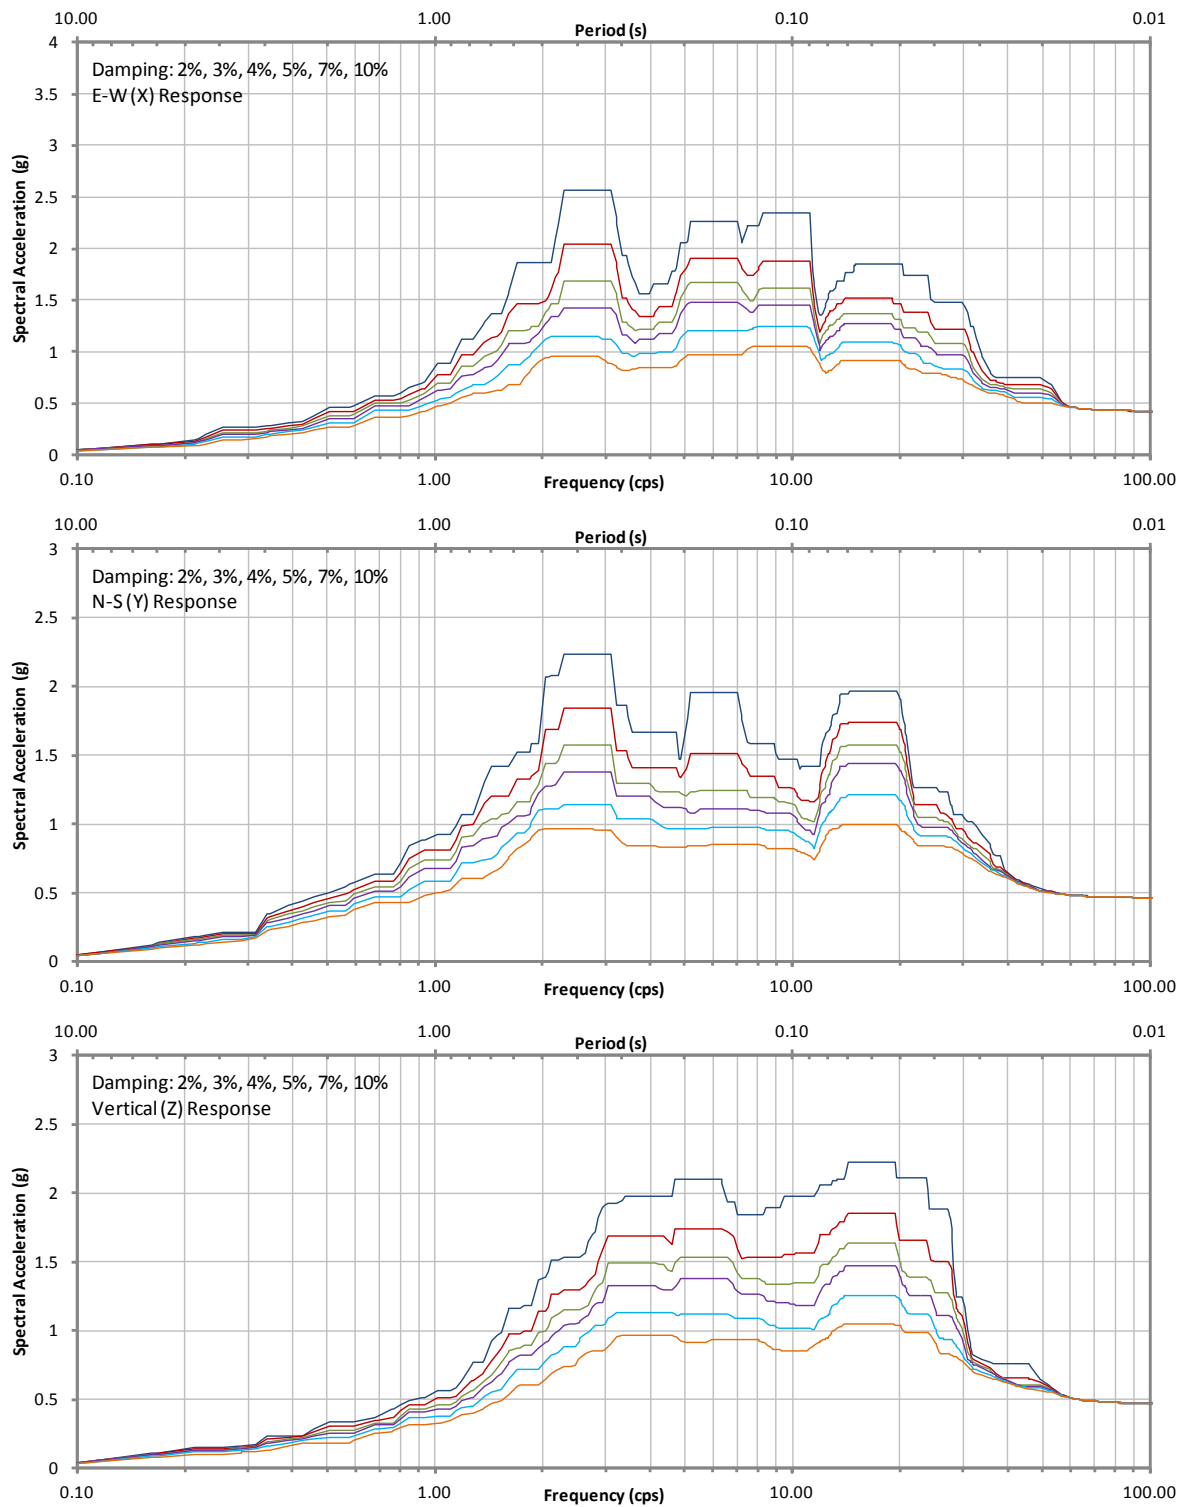 10.00 1.00 0.10 0.01
Period (s)
4
Damping: 2%, 3%, 4%, 5%, 7%, 10%
E-W (X) Response
3.5
3
2.5
2
1.5
1
0.5
0
Spectral Acceleration (g)
0.10 1.00 10.00 100.00
Frequency (cps)
10.00 1.00 0.10 0.01
Period (s)
3
Damping: 2%, 3%, 4%, 5%, 7%, 10%
N-S (Y) Response
2.5
2
1.5
1
0.5
0
Spectral Acceleration (g)
0.10 1.00 10.00 100.00
Frequency (cps)
10.00 1.00 0.10 0.01
Period (s)
3
Damping: 2%, 3%, 4%, 5%, 7%, 10%
Vertical (Z) Response
2.5
2
1.5
1
0.5
0
Spectral Acceleration (g)
0.10 1.00 10.00 100.00
Frequency (cps)